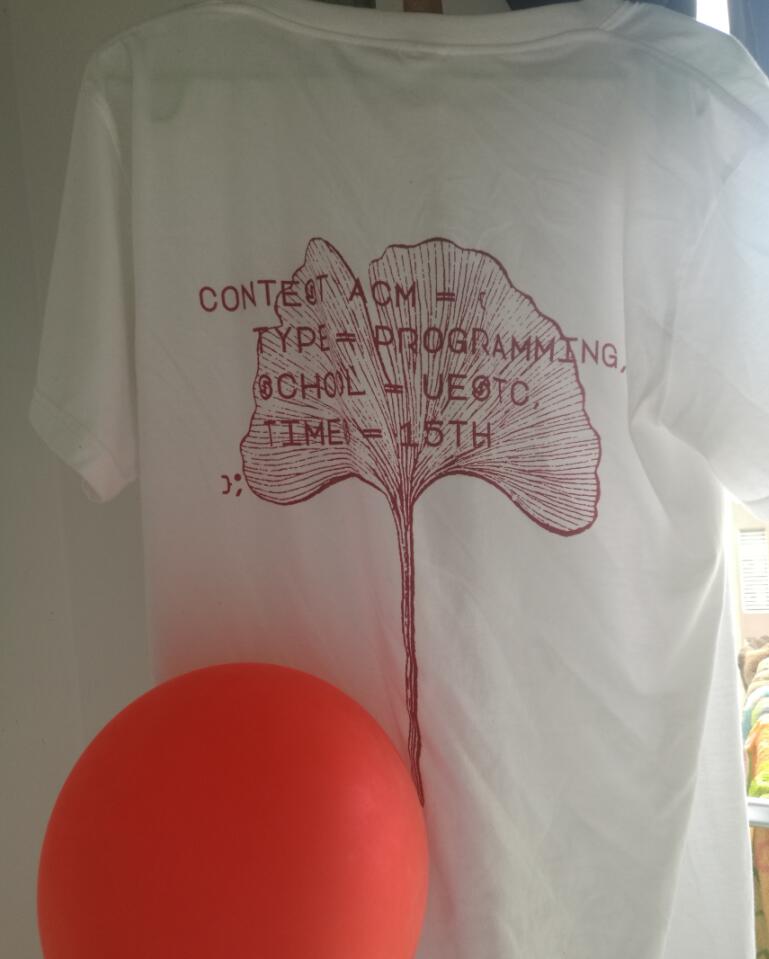 CONTEST ACM = {
TYPE = PROGRAMMING,
SCHOOL = UESTC,
TIME = 15TH
};